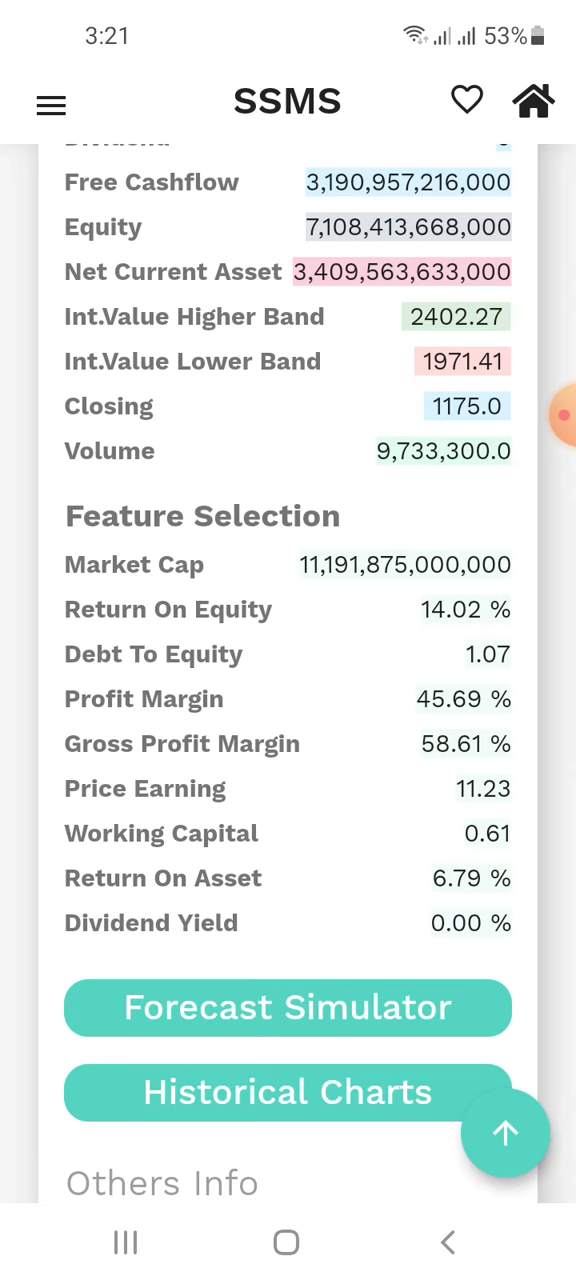 3:21 53%
SSMS
Free Cashflow 3,190,957,216,000
Equity 7,108,413,668,000
Net Current Asset 3,409,563,633,000
Int.Value Higher Band 2402.27
Int.Value Lower Band 1971.41
Closing 1175.0
Volume 9,733,300.0
Feature Selection
Market Cap 11,191,875,000,000
Return On Equity 14.02 %
Debt To Equity 1.07
Profit Margin 45.69 %
Gross Profit Margin 58.61 %
Price Earning 11.23
Working Capital 0.61
Return On Asset 6.79 %
Dividend Yield 0.00 %
Forecast Simulator
Historical Charts
Others Info